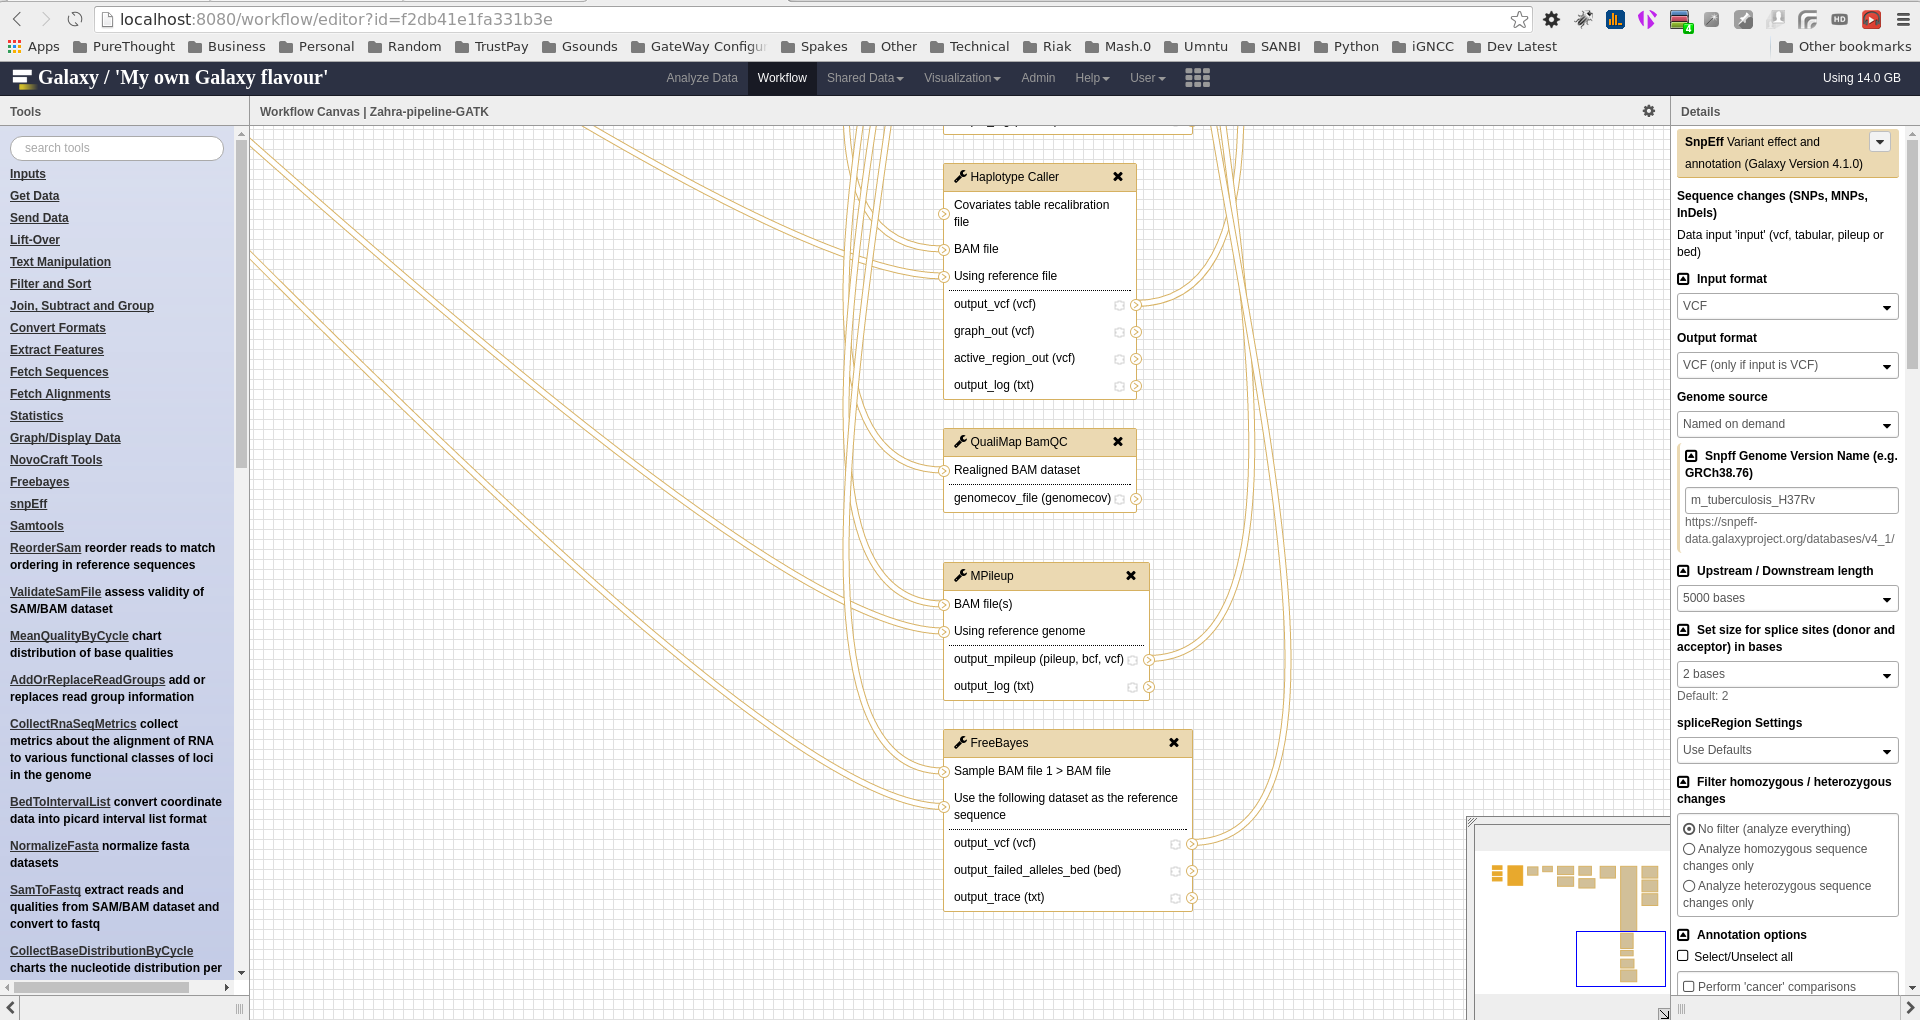 localhost:8080/workflow/editor?id=f2db41e1fa331b3e
4
HD
Apps PureThought Business Personal Random TrustPay Gsounds GateWay Configu Spakes Other Technical Riak Mash.0 Umntu SANBI Python iGNCC Dev Latest Other bookmarks
Galaxy / 'My own Galaxy flavour'
Analyze Data Workflow Shared Data Visualization Admin Help User
Using 14.0 GB
Tools
search tools
Inputs
Get Data
Send Data
Lift-Over
Text Manipulation
Filter and Sort
Join, Subtract and Group
Convert Formats
Extract Features
Fetch Sequences
Fetch Alignments
Statistics
Graph/Display Data
NovoCraft Tools
Freebayes
snpEff
Samtools
ReorderSam reorder reads to match
ordering in reference sequences
ValidateSamFile assess validity of
SAM/BAM dataset
MeanQualityByCycle chart
distribution of base qualities
AddOrReplaceReadGroups add or
replaces read group information
CollectRnaSeqMetrics collect
metrics about the alignment of RNA
to various functional classes of loci
in the genome
BedToIntervalList convert coordinate
data into picard interval list format
NormalizeFasta normalize fasta
datasets
SamToFastq extract reads and
qualities from SAM/BAM dataset and
convert to fastq
CollectBaseDistributionByCycle
charts the nucleotide distribution per
Workflow Canvas | Zahra-pipeline-GATK
Haplotype Caller
Covariates table recalibration
file
BAM file
Using reference file
output_vcf (vcf)
graph_out (vcf)
active_region_out (vcf)
output_log (txt)
QualiMap BamQC
Realigned BAM dataset
genomecov_file (genomecov)
MPileup
BAM file(s)
Using reference genome
output_mpileup (pileup, bcf, vcf)
output_log (txt)
FreeBayes
Sample BAM file 1 > BAM file
Use the following dataset as the reference
sequence
output_vcf (vcf)
output_failed_alleles_bed (bed)
output_trace (txt)
Details
SnpEff Variant effect and
annotation (Galaxy Version 4.1.0)
Sequence changes (SNPs, MNPs,
InDels)
Data input 'input' (vcf, tabular, pileup or
bed)
Input format
VCF
Output format
VCF (only if input is VCF)
Genome source
Named on demand
Snpff Genome Version Name (e.g.
GRCh38.76)
m_tuberculosis_H37Rv
https://snpeff-
data.galaxyproject.org/databases/v4_1/
Upstream / Downstream length
5000 bases
Set size for splice sites (donor and
acceptor) in bases
2 bases
Default: 2
spliceRegion Settings
Use Defaults
Filter homozygous / heterozygous
changes
No filter (analyze everything)
Analyze homozygous sequence
changes only
Analyze heterozygous sequence
changes only
Annotation options
Select/Unselect all
Perform 'cancer' comparisons